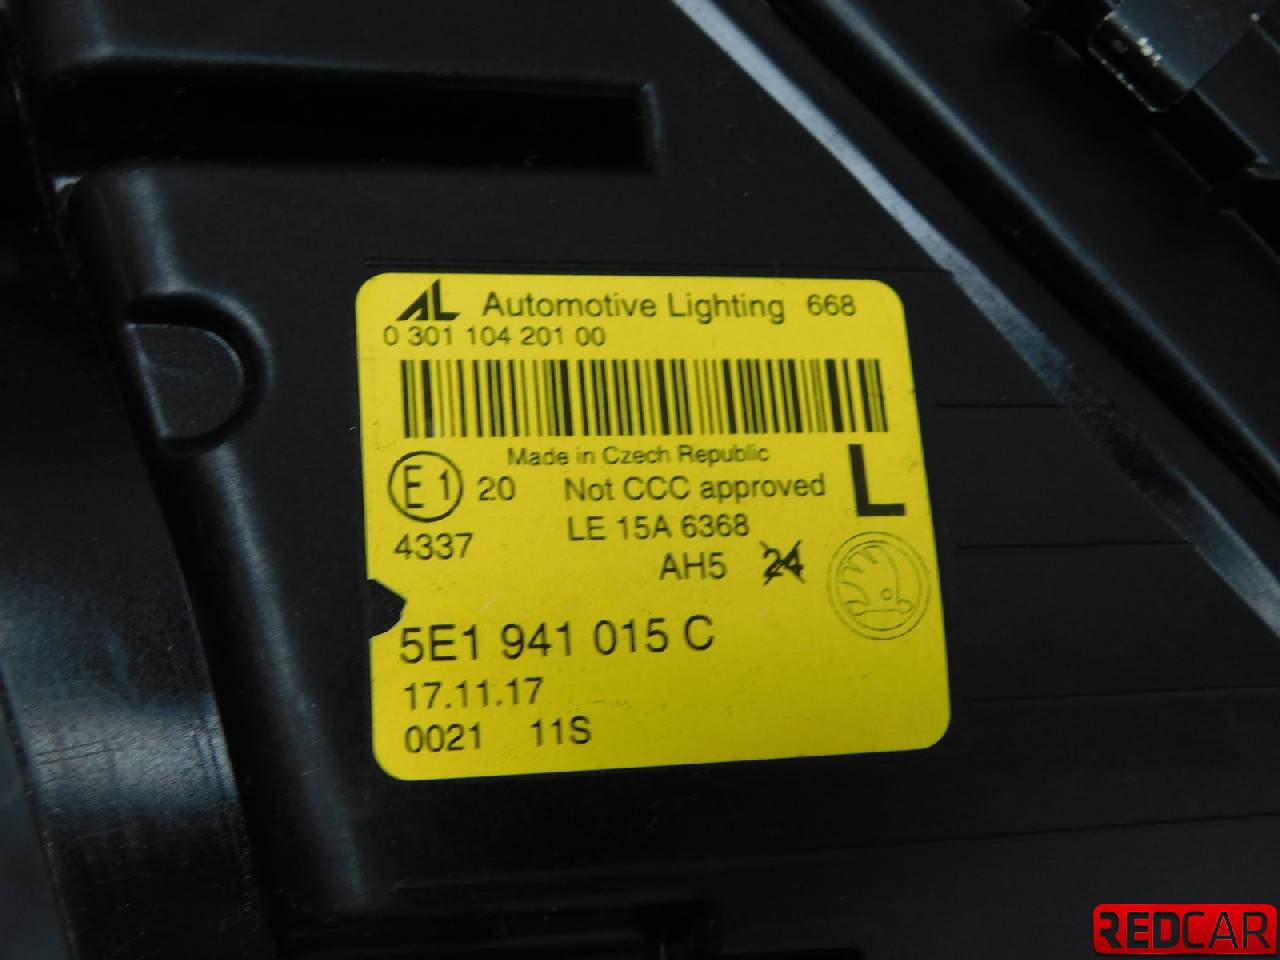 AL Automotive Lighting 668
0 301 104 201 00
Made in Czech Republic
E1 20 Not CCC approved L
4337 LE 15A 6368
AH5 24
5E1 941 015 C
17.11.17
0021 11S
REDCAR